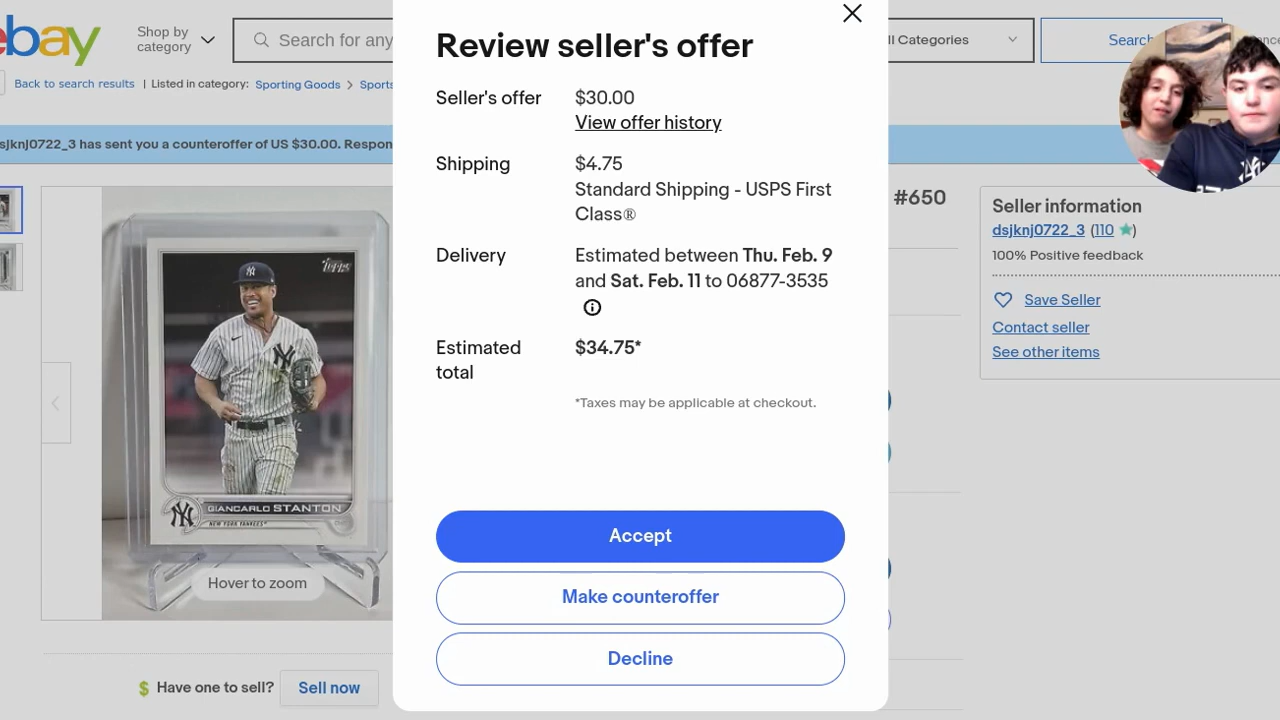 ebay
Shop by
category
Search for any
ll Categories
Search
Back to search results | Listed in category: Sporting Goods > Sports
sjknj0722_3 has sent you a counteroffer of US $30.00. Respon
Review seller's offer
Seller's offer $30.00
View offer history
Shipping $4.75
Standard Shipping - USPS First
Class®
Delivery Estimated between Thu. Feb. 9
and Sat. Feb. 11 to 06877-3535
Estimated
total
$34.75*
*Taxes may be applicable at checkout.
Accept
Make counteroffer
Decline
#650
Seller information
dsjknj0722_3 (110)
100% Positive feedback
Save Seller
Contact seller
See other items
Topps
NY
GIANCARLO STANTON
NEW YORK YANKEES
Hover to zoom
Have one to sell? Sell now